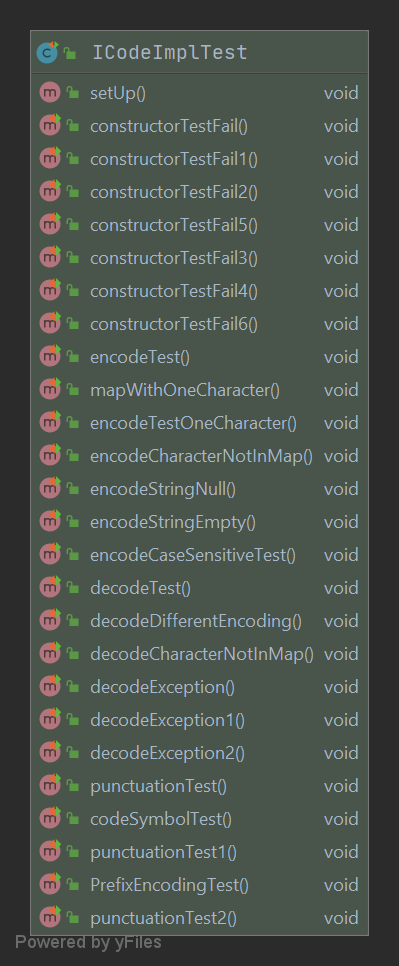 ICodeImplTest
setUp() void
constructorTestFail() void
constructorTestFail1() void
constructorTestFail2() void
constructorTestFail5() void
constructorTestFail3() void
constructorTestFail4() void
constructorTestFail6() void
encodeTest() void
mapWithOneCharacter() void
encodeTestOneCharacter() void
encodeCharacterNotInMap() void
encodeStringNull() void
encodeStringEmpty() void
encodeCaseSensitiveTest() void
decodeTest() void
decodeDifferentEncoding() void
decodeCharacterNotInMap() void
decodeException() void
decodeException1() void
decodeException2() void
punctuationTest() void
codeSymbolTest() void
punctuationTest1() void
PrefixEncodingTest() void
punctuationTest2() void
Powered by yFiles